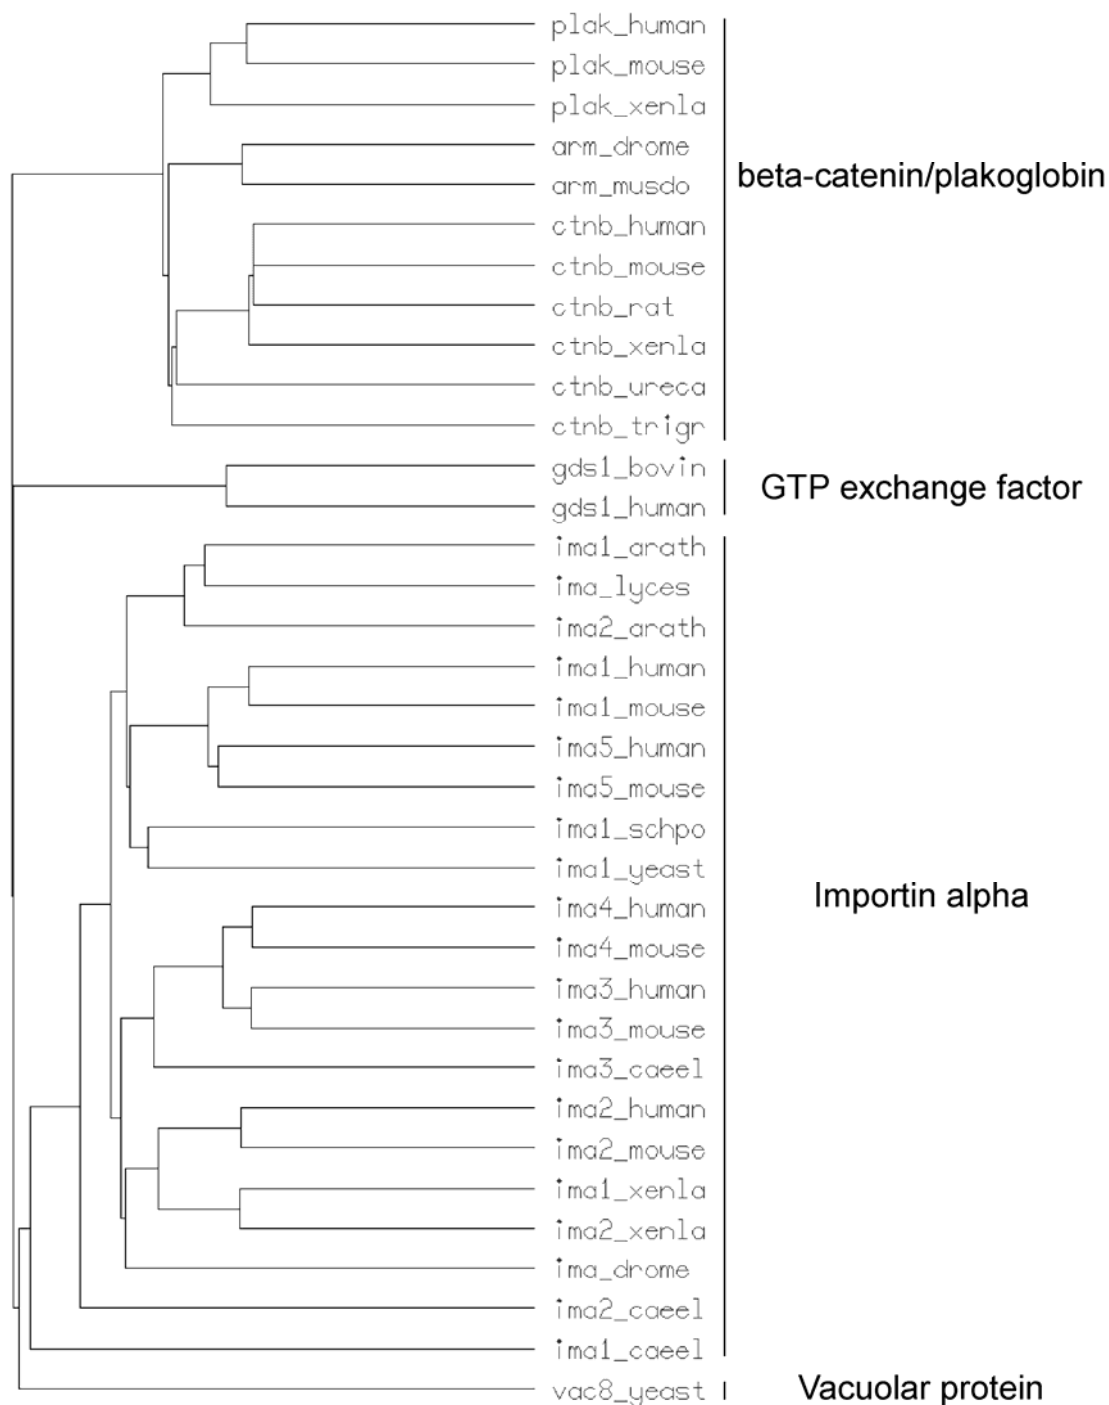 plak_human
plak_mouse
plak_xenla
arm_drome
arm_musdo
beta-catenin/plakoglobin
ctnb_human
ctnb_mouse
ctnb_rat
ctnb_xenla
ctnb_ureca
ctnb_trigr
gds1_bovin
GTP exchange factor
gds1_human
ima1_arath
ima_lyces
ima2_arath
ima1_human
ima1_mouse
ima5_human
ima5_mouse
ima1_schpo
ima1_yeast
Importin alpha
ima4_human
ima4_mouse
ima3_human
ima3_mouse
ima3_caeel
ima2_human
ima2_mouse
ima1_xenla
ima2_xenla
ima_drome
ima2_caeel
ima1_caeel
vac8_yeast
Vacuolar protein